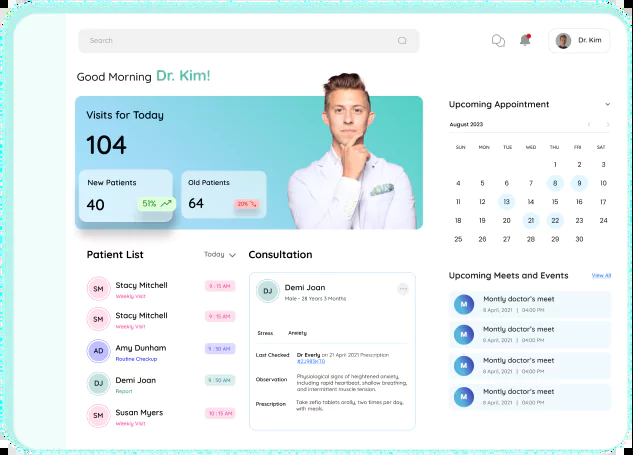 Search
Dr. Kim
Good Morning Dr. Kim!
Visits for Today
104
New Patients
40
51%
Old Patients
64
20%
Upcoming Appointment
August 2023
SUN MON TUE WED THU FRI SAT
1 2 3
4 5 6 7 8 9 10
11 12 13 14 15 16 17
18 19 20 21 22 23 24
25 26 27 28 29 30
Patient List
Today
SM
Stacy Mitchell
Weekly Visit
9 : 15 AM
SM
Stacy Mitchell
Weekly Visit
9 : 15 AM
AD
Amy Dunham
Routine Checkup
9 : 30 AM
DJ
Demi Joan
Report
9 : 50 AM
SM
Susan Myers
Weekly Visit
10 : 15 AM
Consultation
DJ
Demi Joan
Male - 28 Years 3 Months
Stress Anxiety
Last Checked
Dr Everly on 21 April 2021 Prescription
Observation
Physiological signs of heightened anxiety,
including rapid heartbeat, shallow breathing,
and intermittent muscle tension.
Prescription
Take zefio tablets orally, two times per day,
with meals.
Upcoming Meets and Events
View All
M
Montly doctor's meet
8 April, 2021 | 04:00 PM
M
Montly doctor's meet
8 April, 2021 | 04:00 PM
M
Montly doctor's meet
8 April, 2021 | 04:00 PM
M
Montly doctor's meet
8 April, 2021 | 04:00 PM